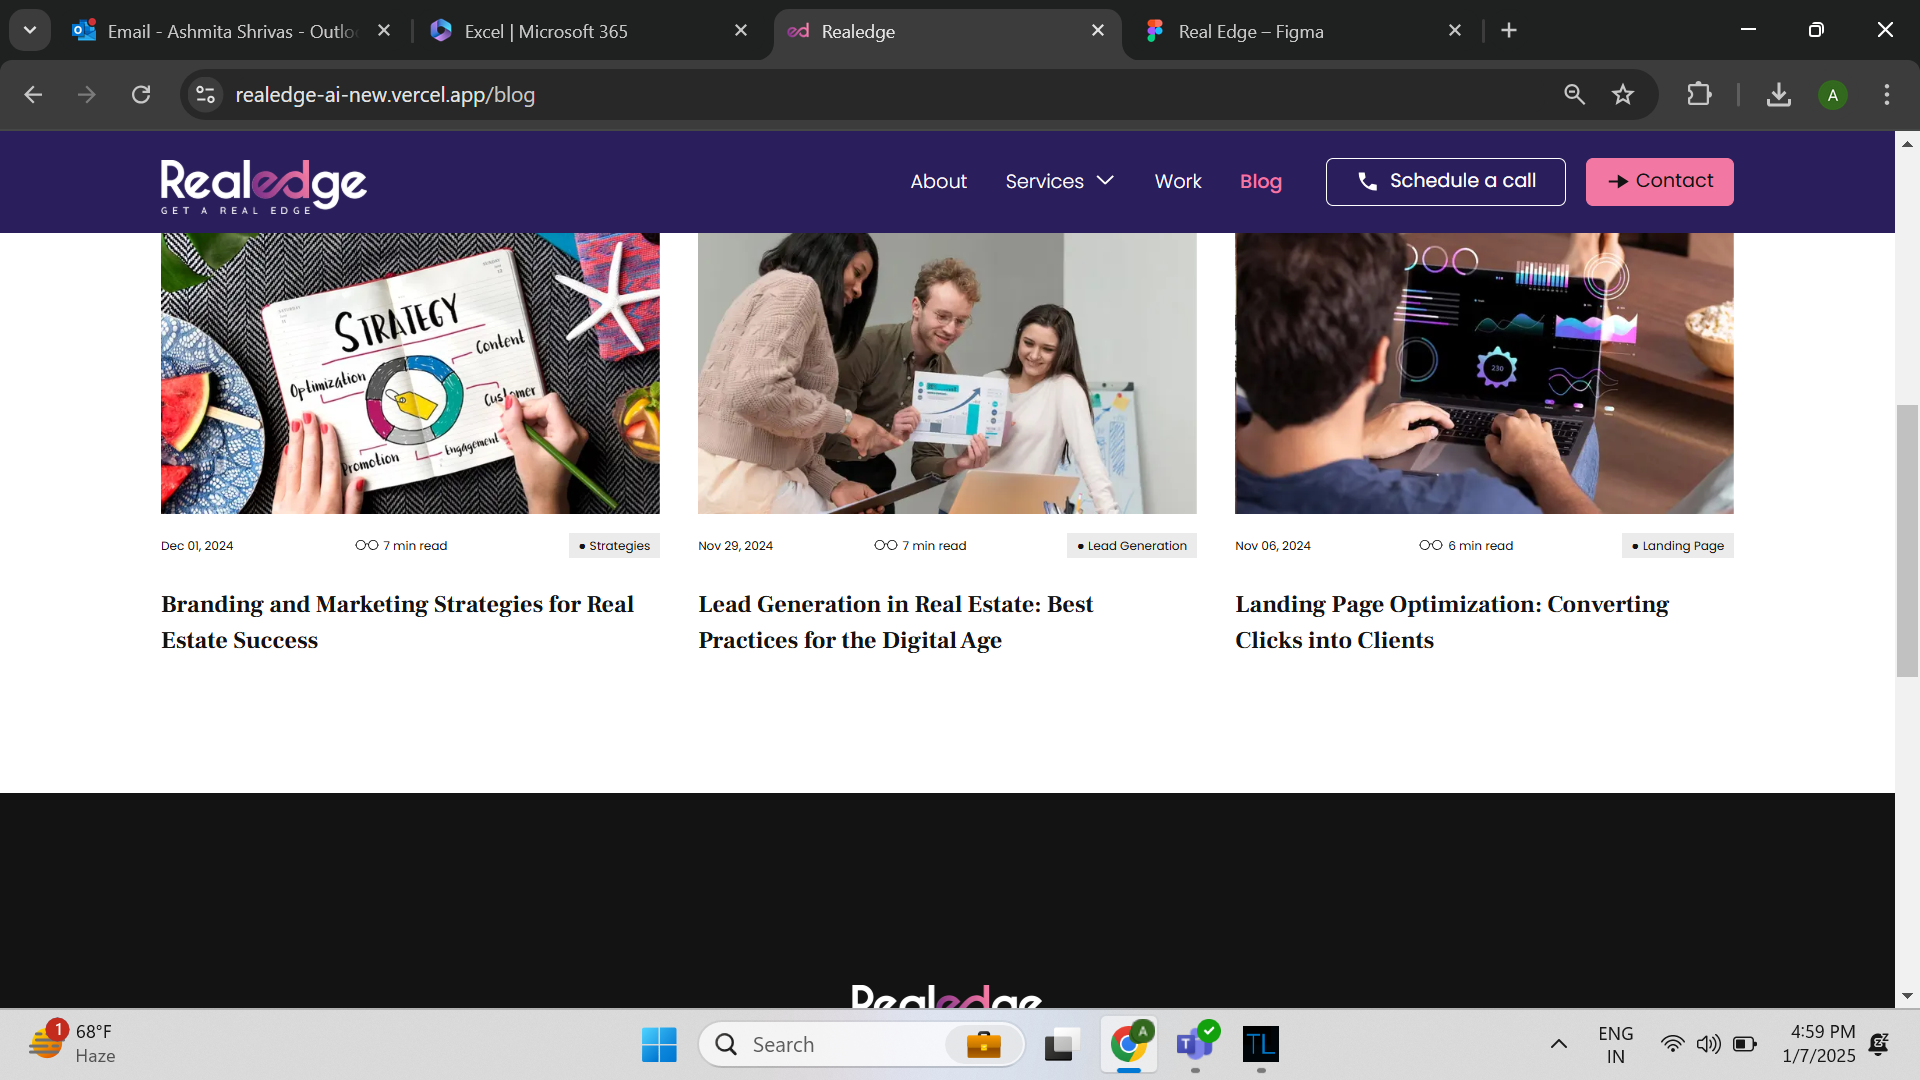 Email - Ashmita Shrivas - Outlo
Excel | Microsoft 365
Realedge
Real Edge – Figma
realedge-ai-new.vercel.app/blog
A
Realedge
GET A REAL EDGE
About
Services
Work
Blog
Schedule a call
Contact
STRATEGY
Content
Optimization
Customer
Promotion
Engagement
230
Dec 01, 2024
7 min read
• Strategies
Branding and Marketing Strategies for Real
Estate Success
Nov 29, 2024
7 min read
• Lead Generation
Lead Generation in Real Estate: Best
Practices for the Digital Age
Nov 06, 2024
6 min read
• Landing Page
Landing Page Optimization: Converting
Clicks into Clients
Realedge
1
68°F
Haze
Search
A
T
TL
ENG
IN
4:59 PM
1/7/2025